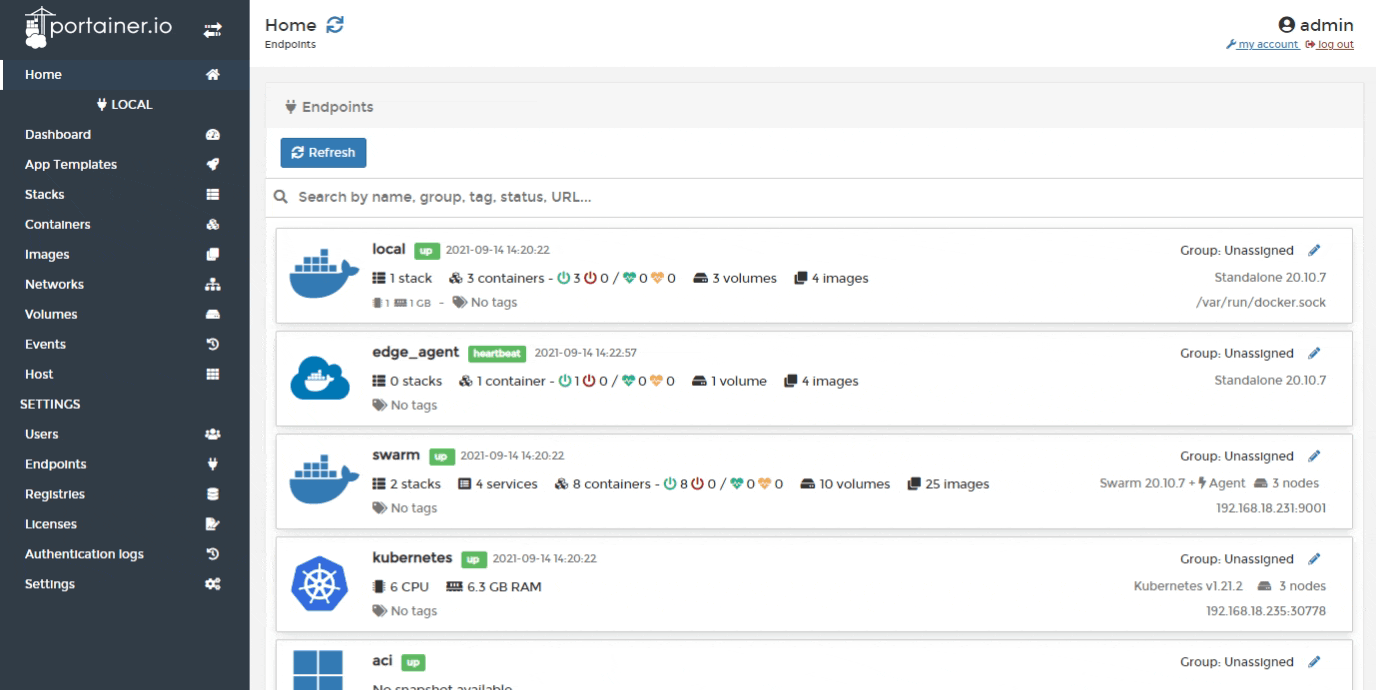 portainer.io
Home
LOCAL
Dashboard
App Templates
Stacks
Containers
Images
Networks
Volumes
Events
Host
SETTINGS
Users
Endpoints
Registries
Licenses
Authentication logs
Settings
Home
Endpoints
admin
my account log out
Endpoints
Refresh
Search by name, group, tag, status, URL...
local up 2021-09-14 14:20:22 Group: Unassigned
1 stack 3 containers - 3 0 / 0 0 3 volumes 4 images Standalone 20.10.7
1 1 GB - No tags /var/run/docker.sock
edge_agent heartbeat 2021-09-14 14:22:57 Group: Unassigned
0 stacks 1 container - 1 0 / 0 0 1 volume 4 images Standalone 20.10.7
No tags
swarm up 2021-09-14 14:20:22 Group: Unassigned
2 stacks 4 services 8 containers - 8 0 / 0 0 10 volumes 25 images Swarm 20.10.7 + Agent 3 nodes
No tags 192.168.18.231:9001
kubernetes up 2021-09-14 14:20:22 Group: Unassigned
6 CPU 6.3 GB RAM Kubernetes v1.21.2 3 nodes
No tags 192.168.18.235:30778
aci up Group: Unassigned
No snapshot available